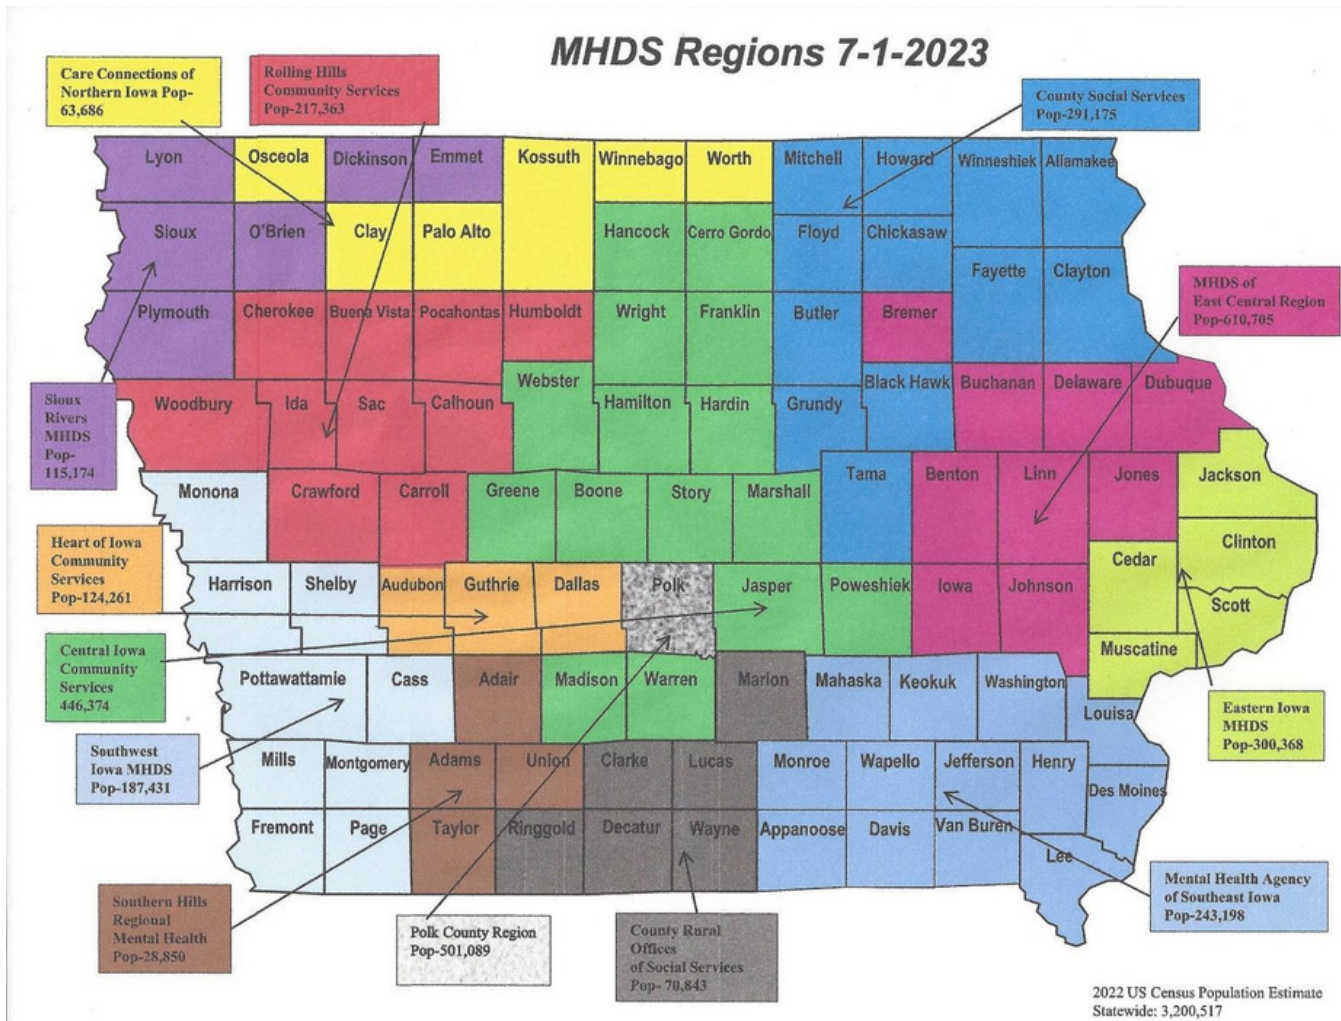 MHDS Regions 7-1-2023
Care Connections of
Northern Iowa Pop-
63,686
Rolling Hills
Community Services
Pop-217,363
County Social Services
Pop-291,175
Lyon
Osceola
Dickinson
Emmet
Kossuth
Winnebago
Worth
Mitchell
Howard
Winneshiek
Allamakee
Sioux
O'Brien
Clay
Palo Alto
Hancock
Cerro Gordo
Floyd
Chickasaw
Fayette
Clayton
MHDS of
East Central Region
Pop-610,705
Plymouth
Cherokee
Buena Vista
Pocahontas
Humboldt
Wright
Franklin
Butler
Bremer
Sioux
Rivers
MHDS
Pop-
115,174
Woodbury
Ida
Sac
Calhoun
Webster
Hamilton
Hardin
Grundy
Black Hawk
Buchanan
Delaware
Dubuque
Monona
Crawford
Carroll
Greene
Boone
Story
Marshall
Tama
Benton
Linn
Jones
Jackson
Heart of Iowa
Community
Services
Pop-124,261
Harrison
Shelby
Audubon
Guthrie
Dallas
Polk
Jasper
Poweshiek
Iowa
Johnson
Cedar
Clinton
Scott
Muscatine
Central Iowa
Community
Services
446,374
Pottawattamie
Cass
Adair
Madison
Warren
Marion
Mahaska
Keokuk
Washington
Louisa
Eastern Iowa
MHDS
Pop-300,368
Southwest
Iowa MHDS
Pop-187,431
Mills
Montgomery
Adams
Union
Clarke
Lucas
Monroe
Wapello
Jefferson
Henry
Des Moines
Fremont
Page
Taylor
Ringgold
Decatur
Wayne
Appanoose
Davis
Van Buren
Lee
Southern Hills
Regional
Mental Health
Pop-28,850
Polk County Region
Pop-501,089
County Rural
Offices
of Social Services
Pop- 70,843
Mental Health Agency
of Southeast Iowa
Pop-243,198
2022 US Census Population Estimate
Statewide: 3,200,517